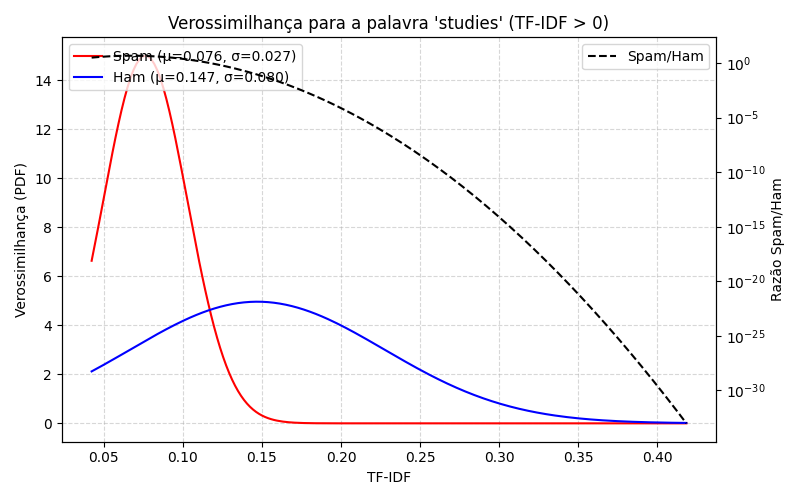 Verossimilhança para a palavra 'studies' (TF-IDF > 0)
Spam (μ=0.076, σ=0.027)
Ham (μ=0.147, σ=0.080)
Spam/Ham
Verossimilhança (PDF)
14
12
10
8
6
4
2
0
10⁰
10⁻⁵
10⁻¹⁰
10⁻¹⁵
10⁻²⁰
10⁻²⁵
10⁻³⁰
Razão Spam/Ham
0.05 0.10 0.15 0.20 0.25 0.30 0.35 0.40
TF-IDF